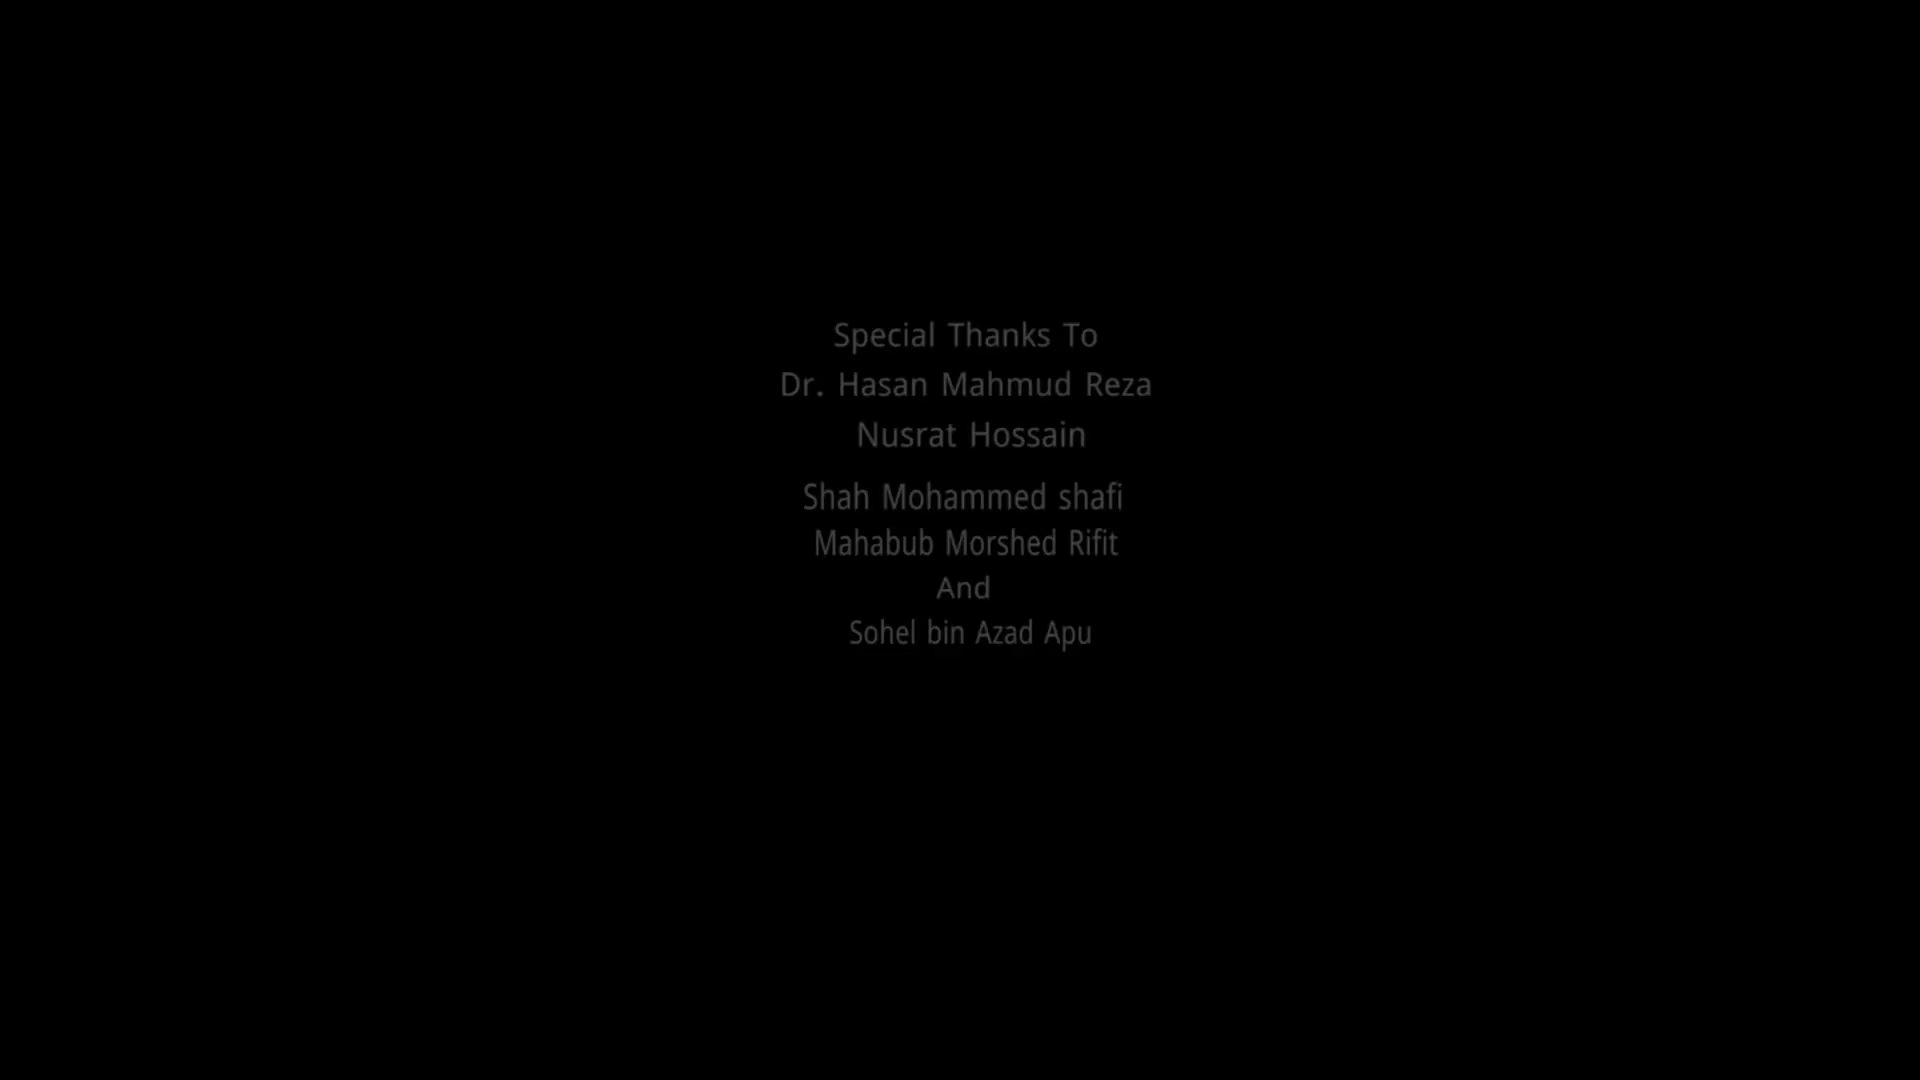 Special Thanks To
Dr. Hasan Mahmud Reza
Nusrat Hossain
Shah Mohammed shafi
Mahabub Morshed Rifit
And
Sohel bin Azad Apu